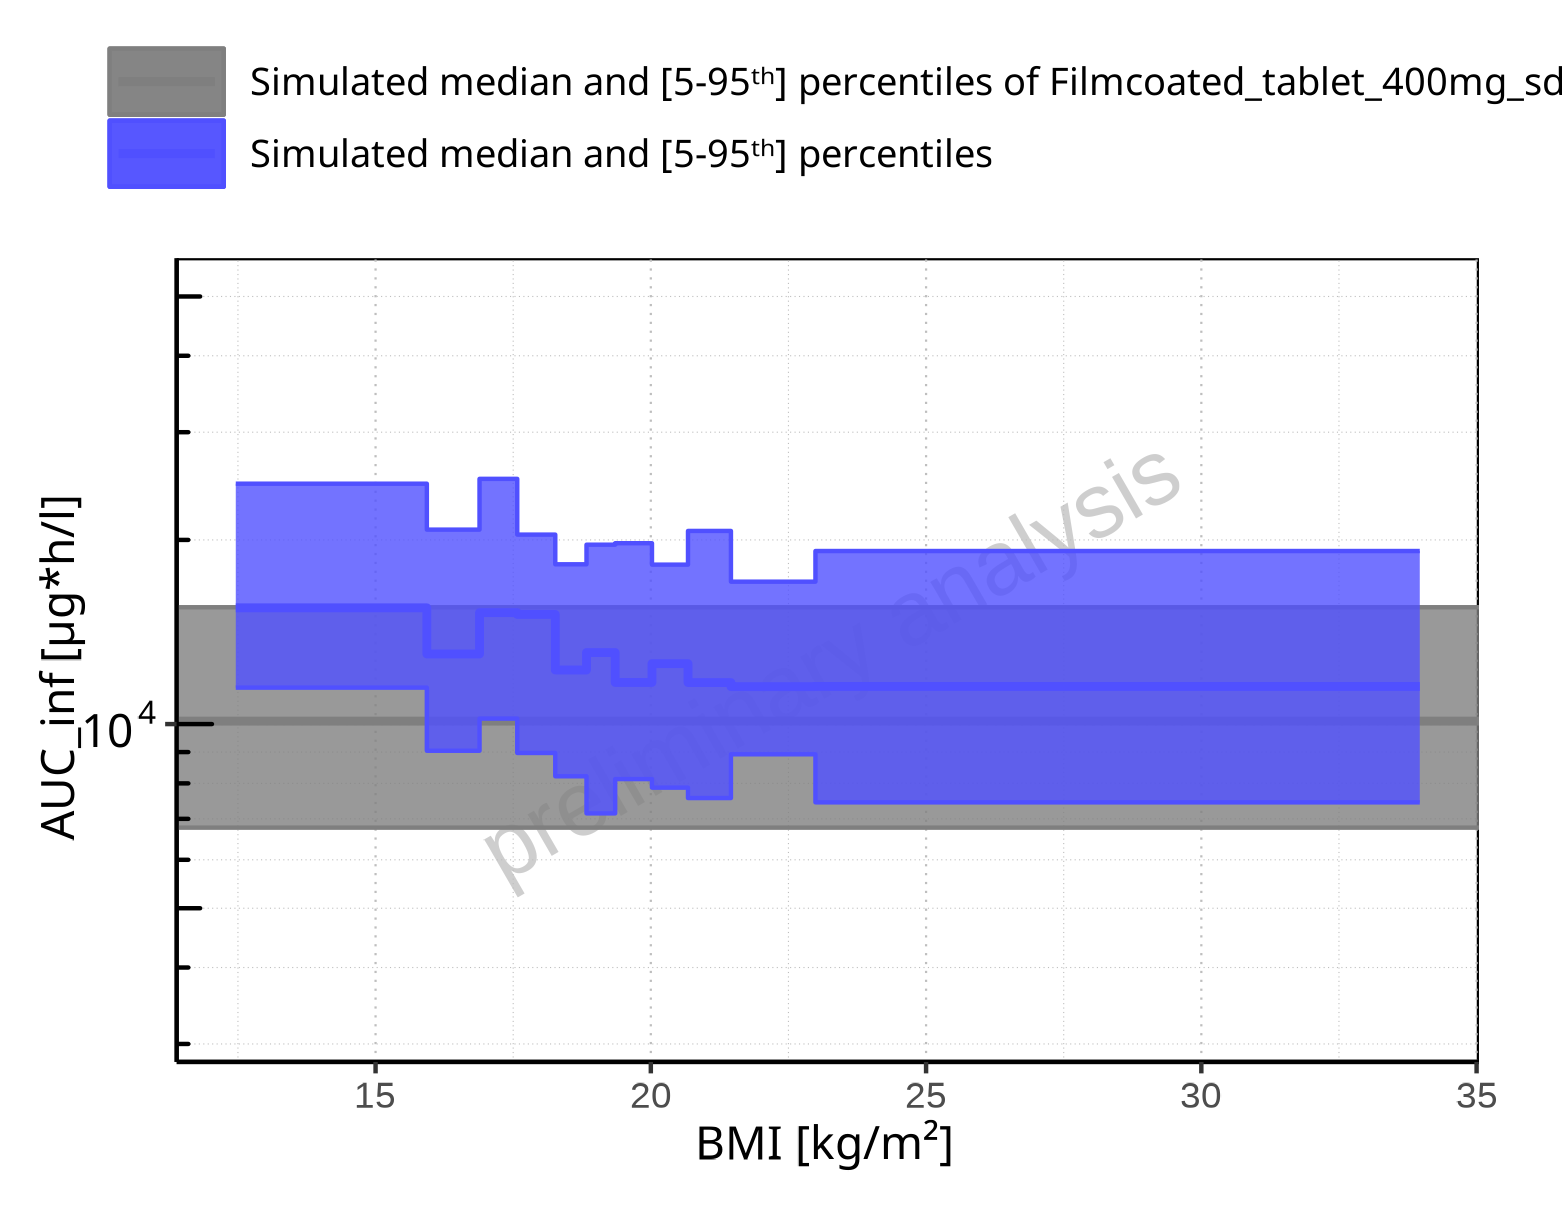 Simulated median and [5-95ᵗʰ] percentiles of Filmcoated_tablet_400mg_sd
Simulated median and [5-95ᵗʰ] percentiles
AUC_inf [µg*h/l]
10⁴
preliminary analysis
15 20 25 30 35
BMI [kg/m²]